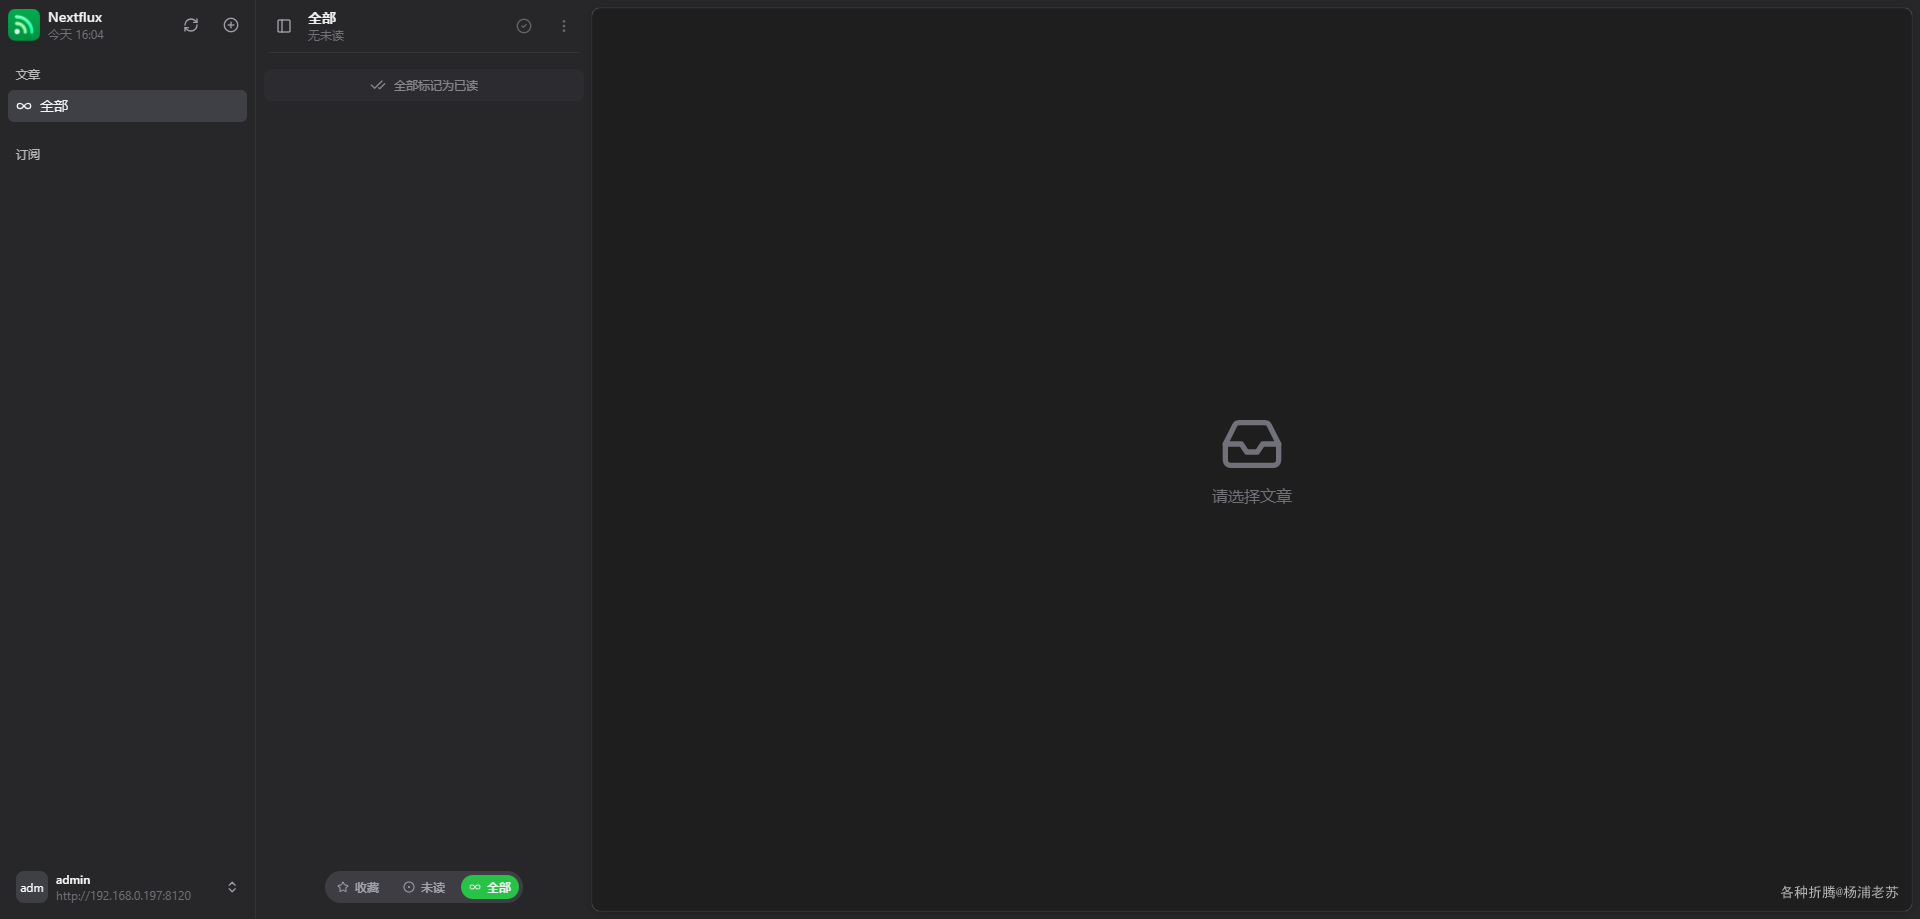 Nextflux
今天 16:04
文章
全部
订阅
admin
adm
http://192.168.0.197:8120
全部
无未读
全部标记为已读
收藏
未读
全部
请选择文章
各种折腾@杨浦老苏